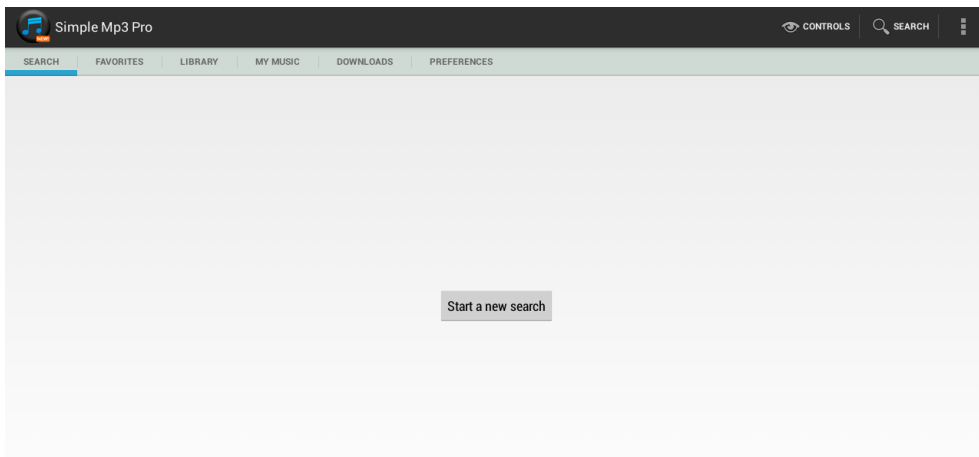 Simple Mp3 Pro
CONTROLS
SEARCH
SEARCH
FAVORITES
LIBRARY
MY MUSIC
DOWNLOADS
PREFERENCES
Start a new search